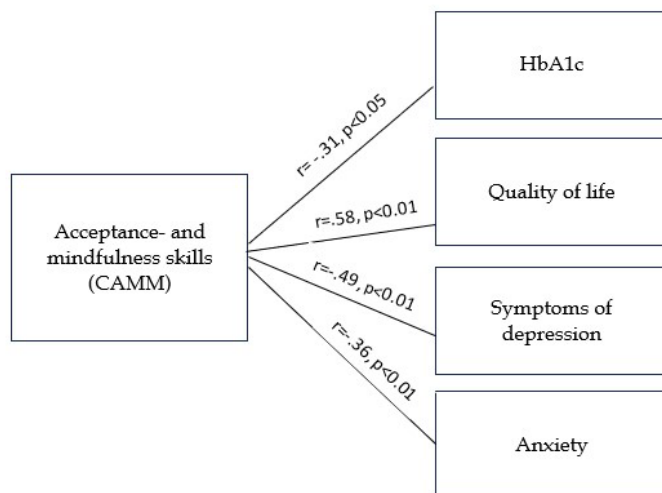 HbA1c
r= -.31, p<0.05
Quality of life
r=.58, p<0.01
Acceptance- and
mindfulness skills
(CAMM)
r=-.49, p<0.01
Symptoms of
depression
r=-.36, p<0.01
Anxiety